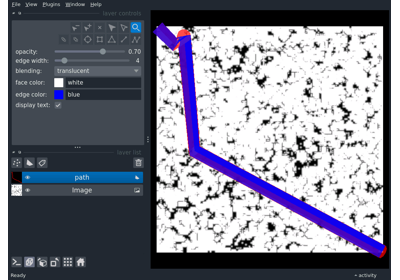 File View Plugins Window Help
layer controls
opacity: 0.70
edge width: 4
blending: translucent
face color: white
edge color: blue
display text:
layer list
path
Image
Ready
activity